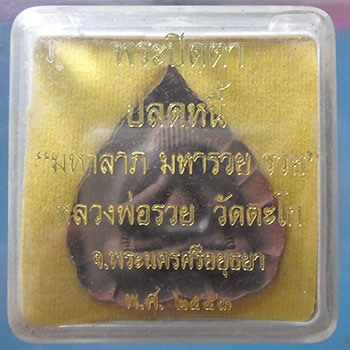 พระปิดตา
ปลดหนี้
"มหาลาภ มหารวย รวย"
หลวงพ่อรวย วัดตะโก
จ.พระนครศรีอยุธยา
พ.ศ. ๒๕๕๓